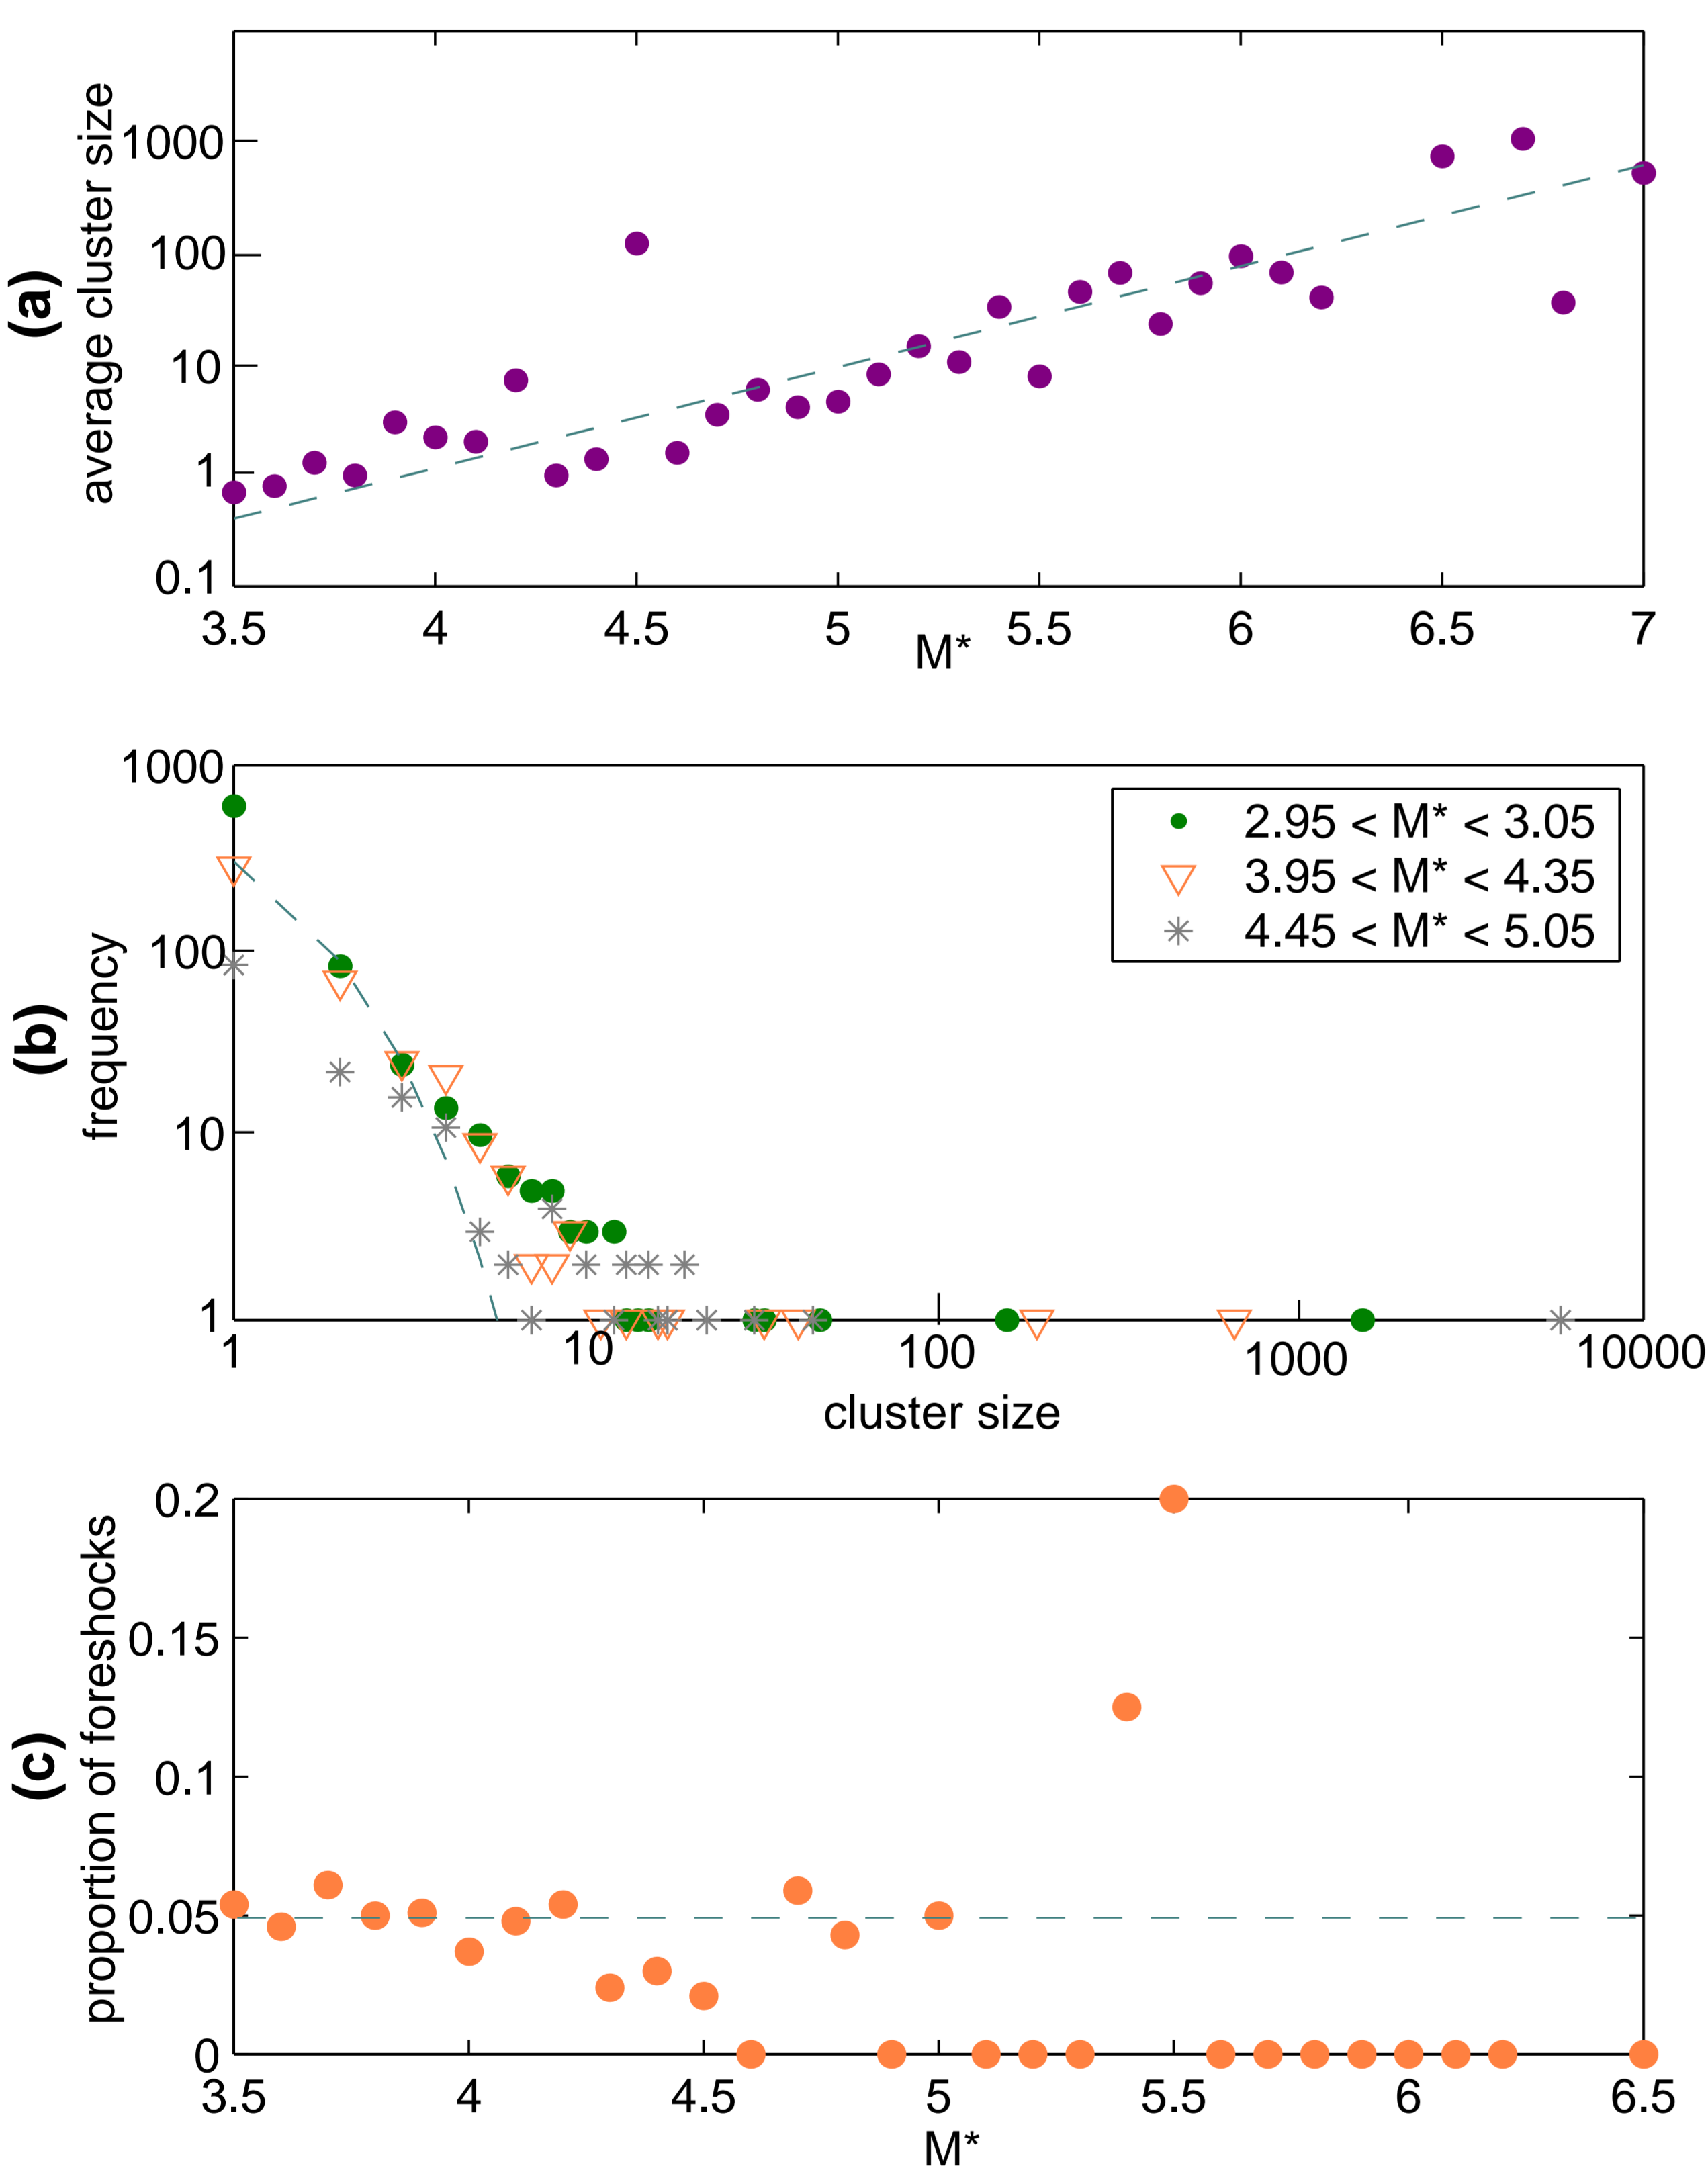 (a)
average cluster size
1000
100
10
1
0.1
3.5 4 4.5 5 5.5 6 6.5 7
M*
(b)
frequency
1000
100
10
1
2.95 < M* < 3.05
3.95 < M* < 4.35
4.45 < M* < 5.05
1 10 100 1000 10000
cluster size
(c)
proportion of foreshocks
0.2
0.15
0.1
0.05
0
3.5 4 4.5 5 5.5 6 6.5
M*